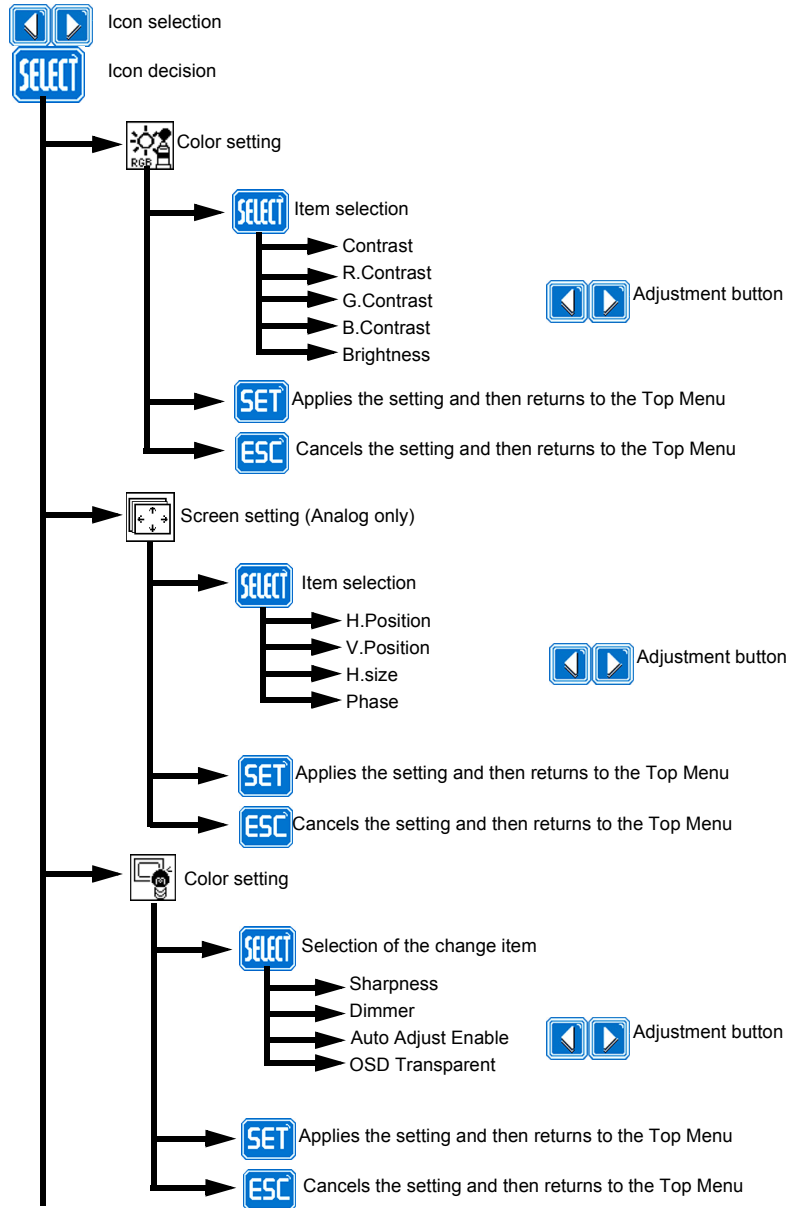 Icon selection
SELECT Icon decision
RGB Color setting
SELECT Item selection
Contrast
R.Contrast
G.Contrast
B.Contrast
Brightness
Adjustment button
SET Applies the setting and then returns to the Top Menu
ESC Cancels the setting and then returns to the Top Menu
Screen setting (Analog only)
SELECT Item selection
H.Position
V.Position
H.size
Phase
Adjustment button
SET Applies the setting and then returns to the Top Menu
ESC Cancels the setting and then returns to the Top Menu
Color setting
SELECT Selection of the change item
Sharpness
Dimmer
Auto Adjust Enable
OSD Transparent
Adjustment button
SET Applies the setting and then returns to the Top Menu
ESC Cancels the setting and then returns to the Top Menu